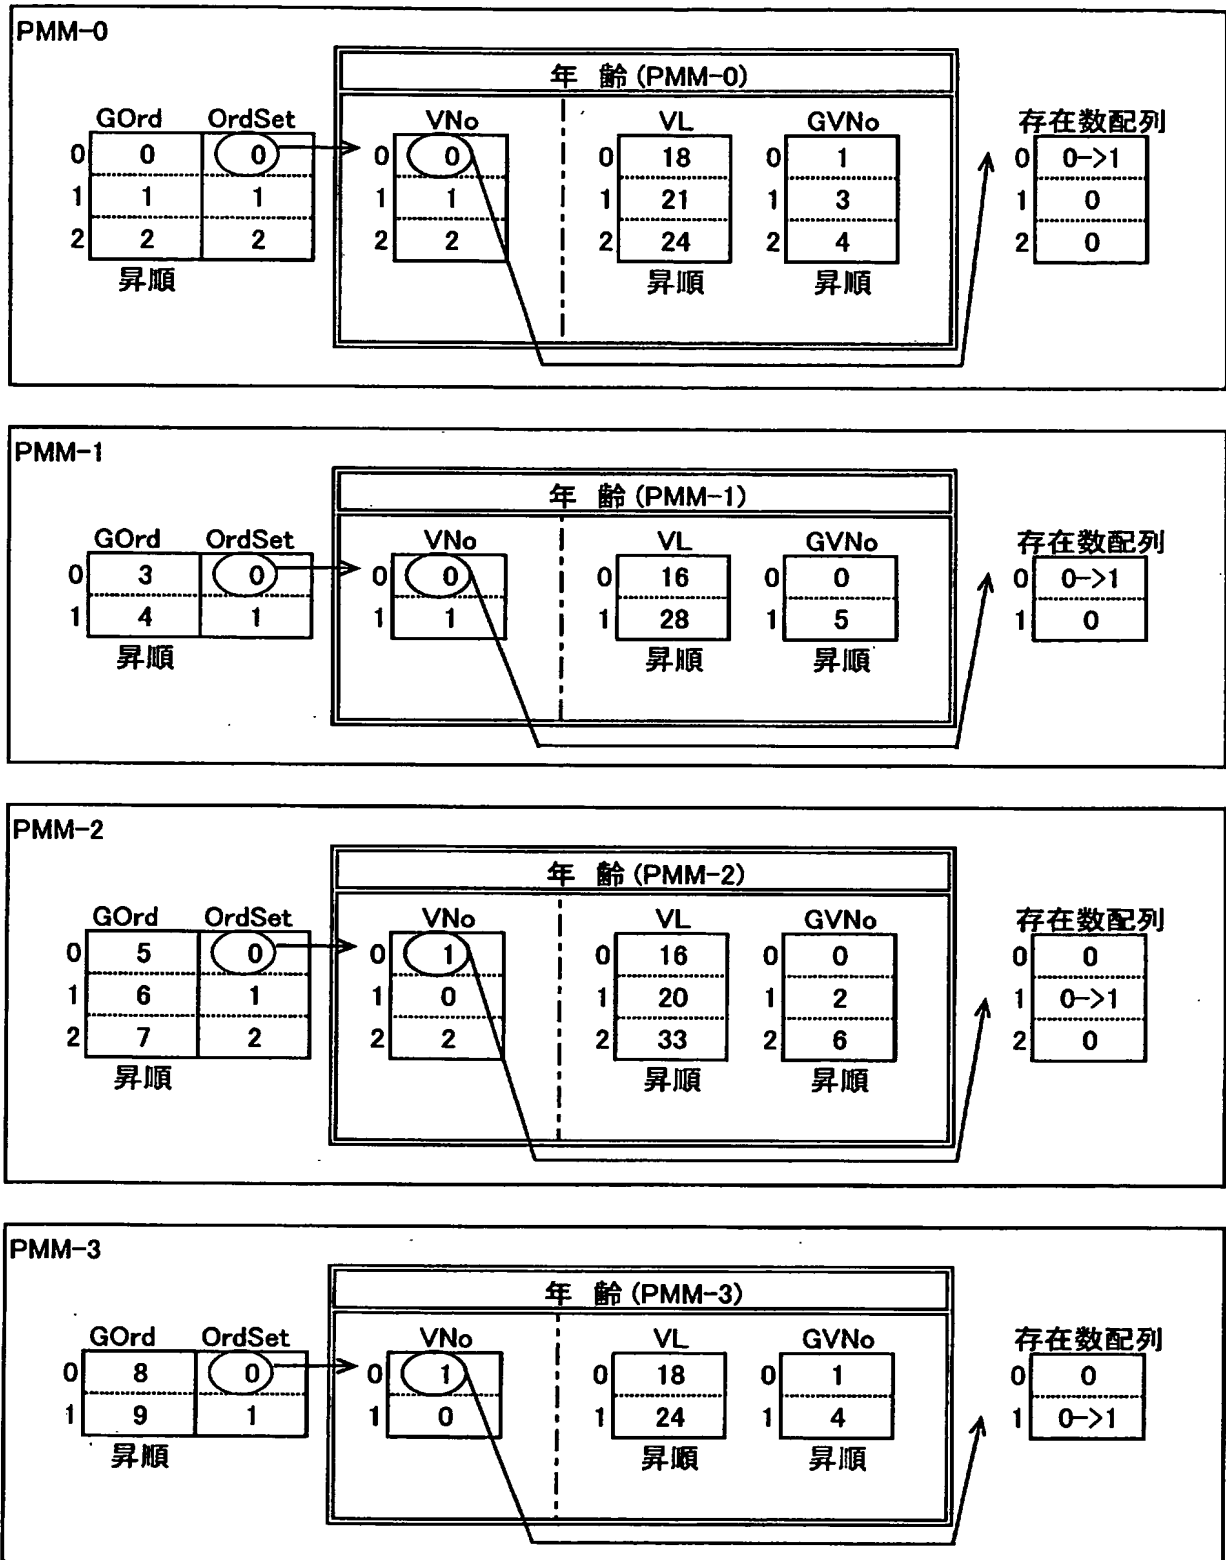 PMM-0
年 齢 (PMM-0)
GOrd OrdSet VNo VL GVNo 存在数配列
0 0 0 0 0 0 18 0 1 0 0->1
1 1 1 1 1 1 21 1 3 1 0
2 2 2 2 2 2 24 2 4 2 0
昇順 昇順 昇順
PMM-1
年 齢 (PMM-1)
GOrd OrdSet VNo VL GVNo 存在数配列
0 3 0 0 0 0 16 0 0 0 0->1
1 4 1 1 1 1 28 1 5 1 0
昇順 昇順 昇順
PMM-2
年 齢 (PMM-2)
GOrd OrdSet VNo VL GVNo 存在数配列
0 5 0 0 1 0 16 0 0 0 0
1 6 1 1 0 1 20 1 2 1 0->1
2 7 2 2 2 2 33 2 6 2 0
昇順 昇順 昇順
PMM-3
年 齢 (PMM-3)
GOrd OrdSet VNo VL GVNo 存在数配列
0 8 0 0 1 0 18 0 1 0 0
1 9 1 1 0 1 24 1 4 1 0->1
昇順 昇順 昇順